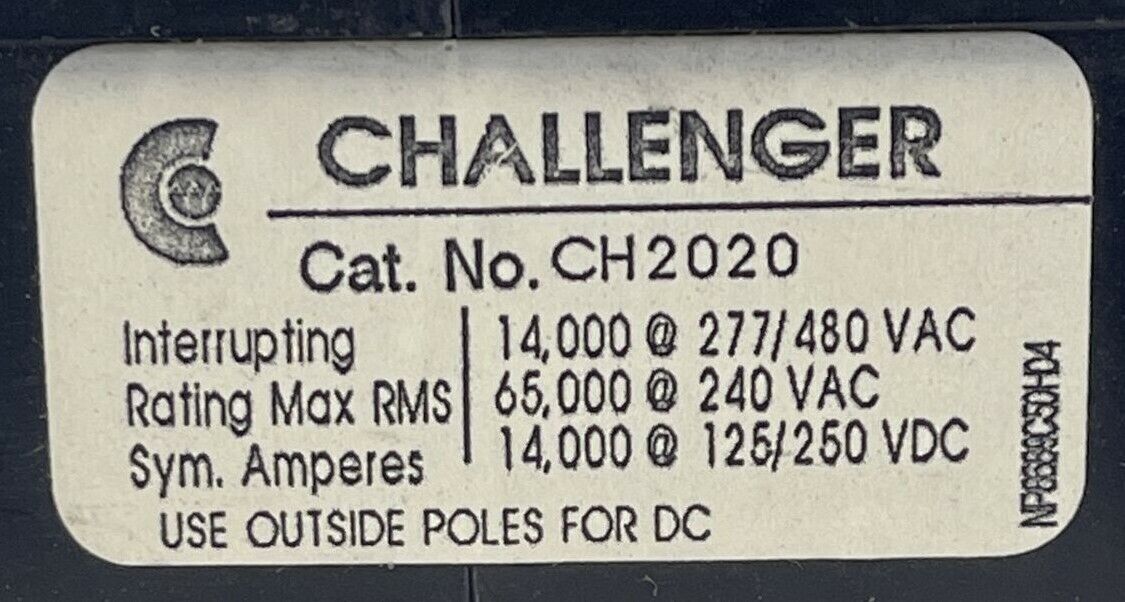 CHALLENGER
Cat. No. CH2020
Interrupting
Rating Max RMS
Sym. Amperes
14,000 @ 277/480 VAC
65,000 @ 240 VAC
14,000 @ 125/250 VDC
USE OUTSIDE POLES FOR DC
NP8689C50H04